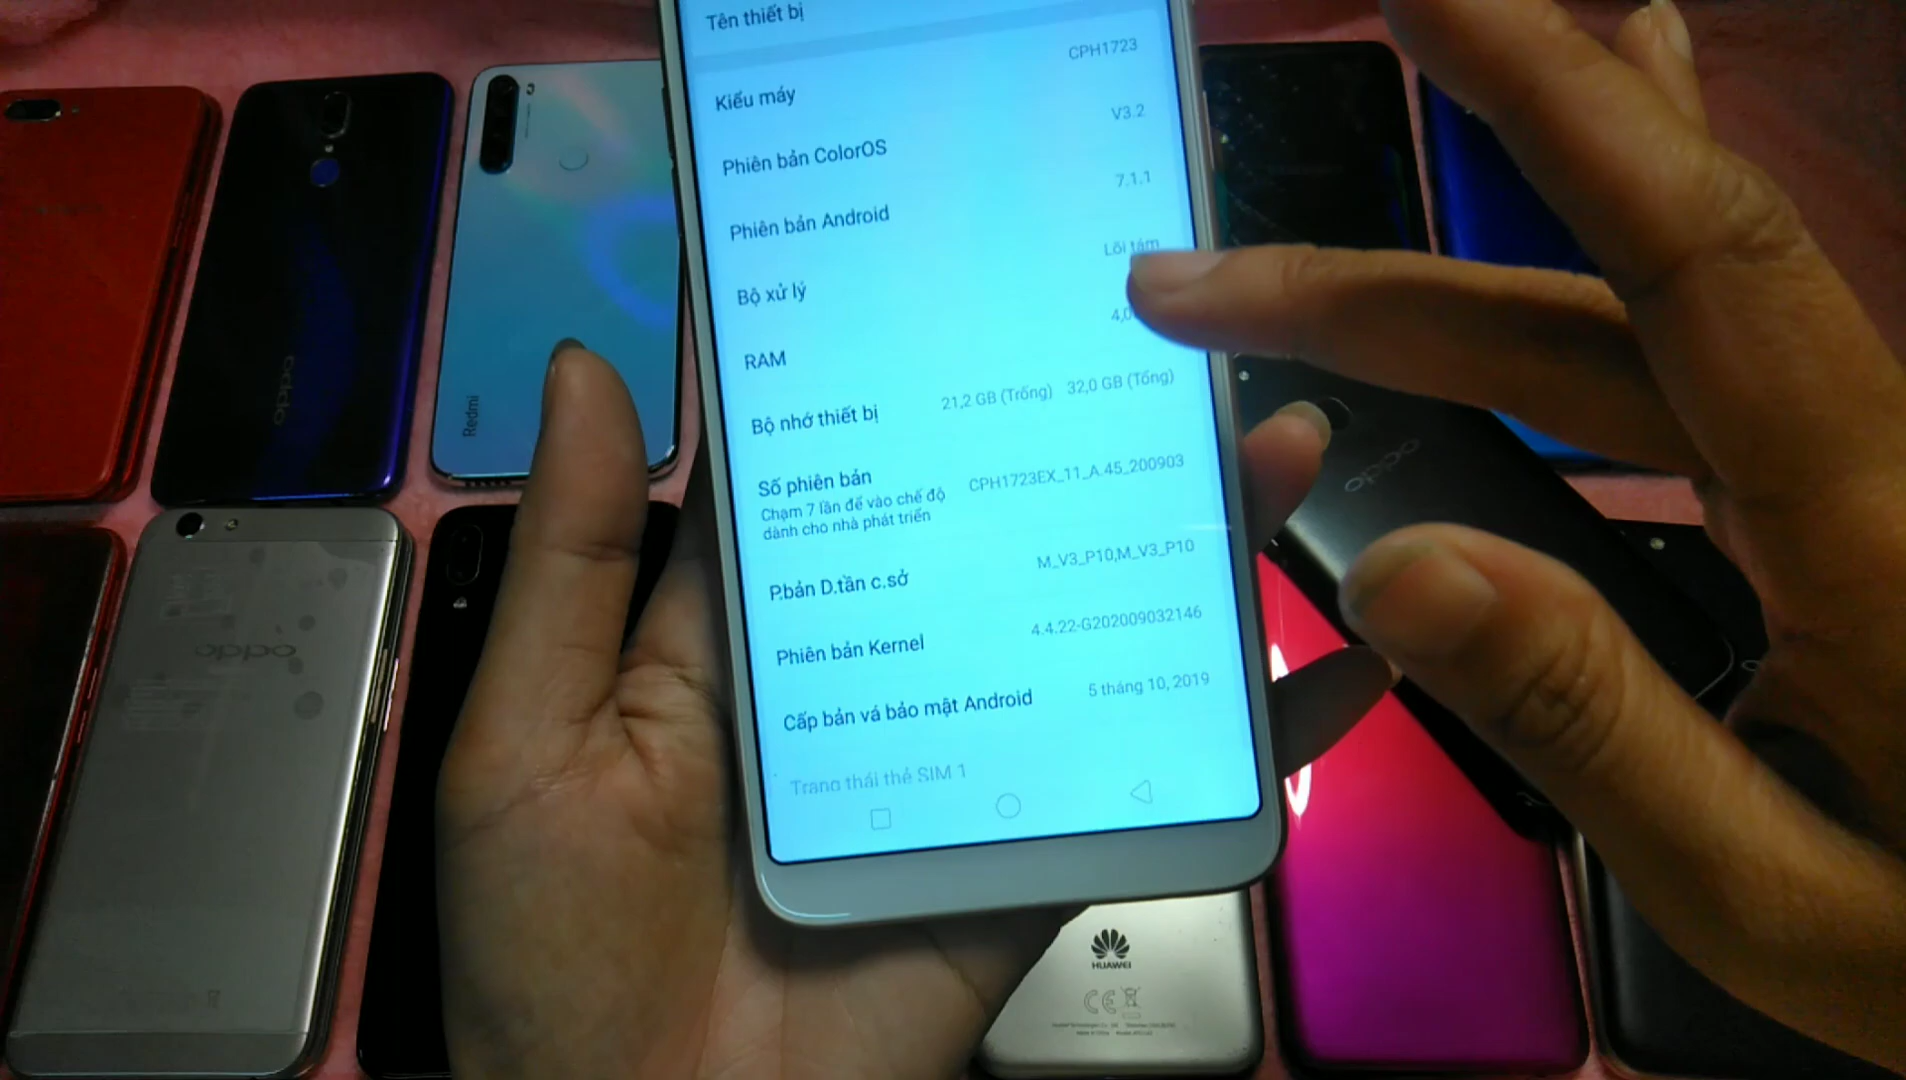 Tên thiết bị
CPH1723
Kiểu máy
V3.2
Phiên bản ColorOS
7.1.1
Phiên bản Android
Lõi tám
Bộ xử lý
4,0
RAM
Bộ nhớ thiết bị 21,2 GB (Trống) 32,0 GB (Tổng)
Số phiên bản CPH1723EX_11_A.45_200903
Chạm 7 lần để vào chế độ
dành cho nhà phát triển
P.bản D.tần c.sở M_V3_P10,M_V3_P10
Phiên bản Kernel 4.4.22-G202009032146
Cấp bản vá bảo mật Android 5 tháng 10, 2019
Trạng thái thẻ SIM 1
oppo
Redmi
oppo
oppo
HUAWEI
CE